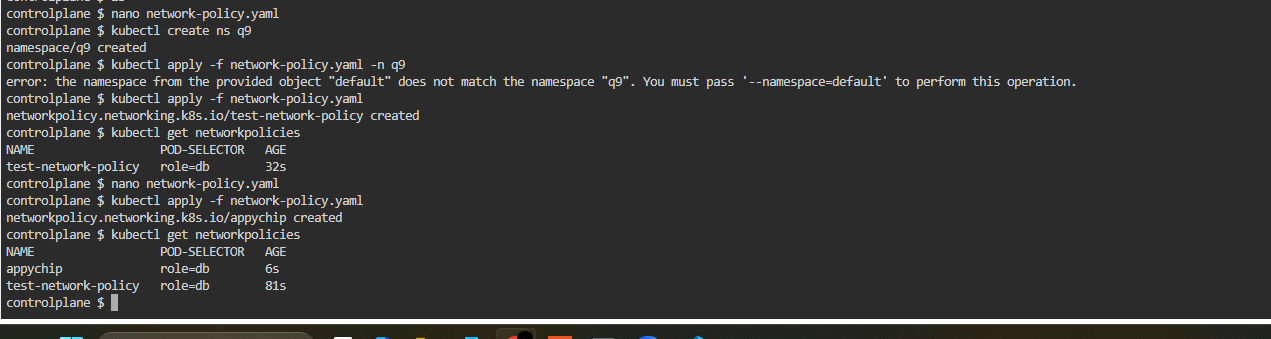 controlplane $ nano network-policy.yaml
controlplane $ kubectl create ns q9
namespace/q9 created
controlplane $ kubectl apply -f network-policy.yaml -n q9
error: the namespace from the provided object "default" does not match the namespace "q9". You must pass '--namespace=default' to perform this operation.
controlplane $ kubectl apply -f network-policy.yaml
networkpolicy.networking.k8s.io/test-network-policy created
controlplane $ kubectl get networkpolicies
NAME POD-SELECTOR AGE
test-network-policy role=db 32s
controlplane $ nano network-policy.yaml
controlplane $ kubectl apply -f network-policy.yaml
networkpolicy.networking.k8s.io/appychip created
controlplane $ kubectl get networkpolicies
NAME POD-SELECTOR AGE
appychip role=db 6s
test-network-policy role=db 81s
controlplane $